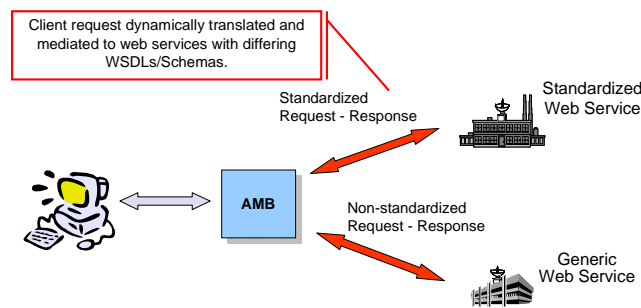 Client request dynamically translated and
mediated to web services with differing
WSDLs/Schemas.
Standardized
Request - Response
Standardized
Web Service
AMB
Non-standardized
Request - Response
Generic
Web Service